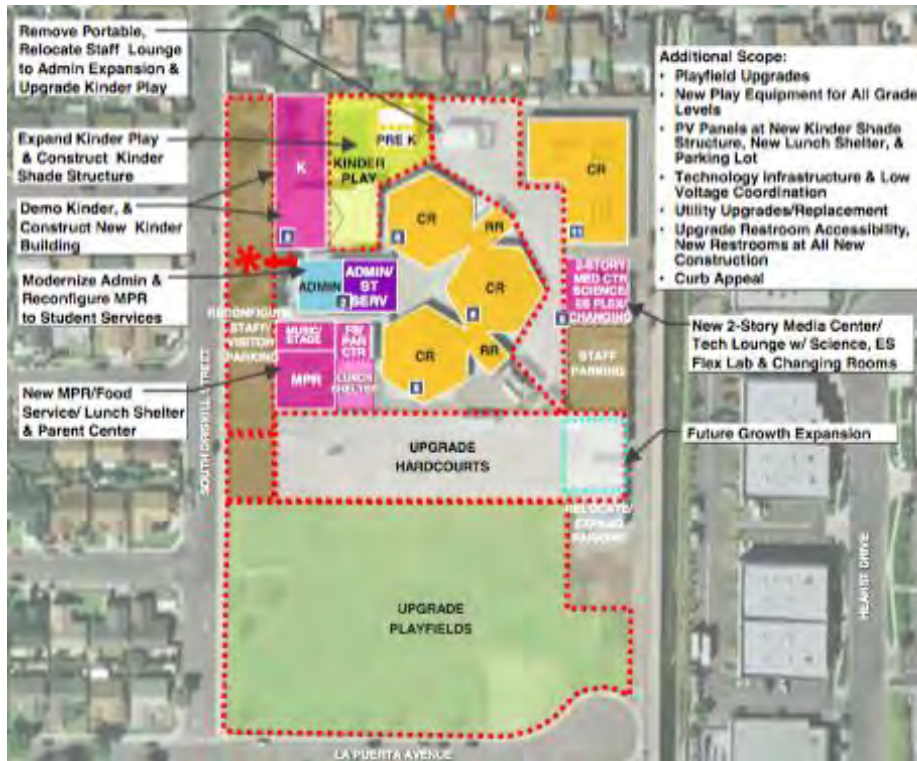 Remove Portable,
Relocate Staff Lounge
to Admin Expansion &
Upgrade Kinder Play
Expand Kinder Play
& Construct Kinder
Shade Structure
Demo Kinder, &
Construct New Kinder
Building
Modernize Admin &
Reconfigure MPR
to Student Services
New MPR/Food
Service/ Lunch Shelter
& Parent Center
Additional Scope:
• Playfield Upgrades
• New Play Equipment for All Grade
Levels
• PV Panels at New Kinder Shade
Structure, New Lunch Shelter, &
Parking Lot
• Technology Infrastructure & Low
Voltage Coordination
• Utility Upgrades/Replacement
• Upgrade Restroom Accessibility,
New Restrooms at All New
Construction
• Curb Appeal
New 2-Story Media Center/
Tech Lounge w/ Science, ES
Flex Lab & Changing Rooms
Future Growth Expansion
K
PRE K
KINDER
PLAY
CR
CR
RR
CR
RR
CR
ADMIN
ADMIN/
ST
SERV
2-STORY
MED CTR
SCIENCE/
ES FLEX/
CHANGING
STAFF
PARKING
RECONFIGURE
STAFF/
VISITOR
PARKING
MUSIC/
STAGE
MPR
PAR
CTR
LUNCH
SHELTER
UPGRADE
HARDCOURTS
RELOCATE/
EXPAND
PARKING
UPGRADE
PLAYFIELDS
SOUTH DRISKILL STREET
HEARST DRIVE
LA PUERTA AVENUE